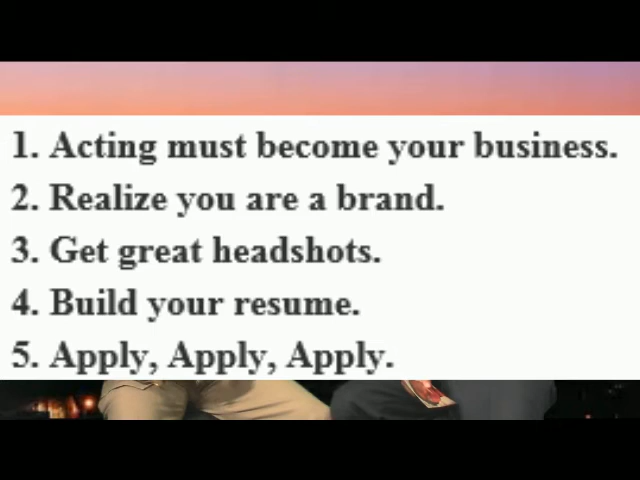 1. Acting must become your business.
2. Realize you are a brand.
3. Get great headshots.
4. Build your resume.
5. Apply, Apply, Apply.